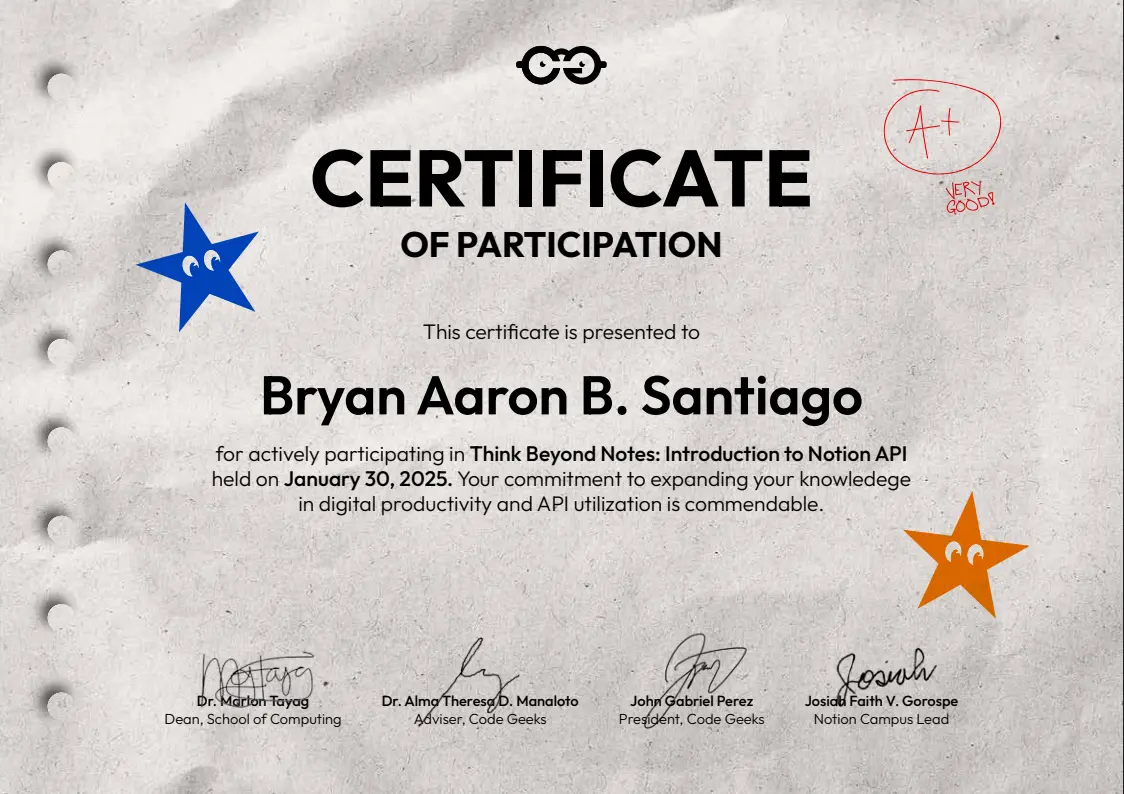 A+
VERY
GOOD!
CERTIFICATE
OF PARTICIPATION
This certificate is presented to
Bryan Aaron B. Santiago
for actively participating in Think Beyond Notes: Introduction to Notion API
held on January 30, 2025. Your commitment to expanding your knowledege
in digital productivity and API utilization is commendable.
Josiah
Dr. Marlon Tayag
Dr. Alma Theresa D. Manaloto
John Gabriel Perez
Josiah Faith V. Gorospe
Dean, School of Computing
Adviser, Code Geeks
President, Code Geeks
Notion Campus Lead